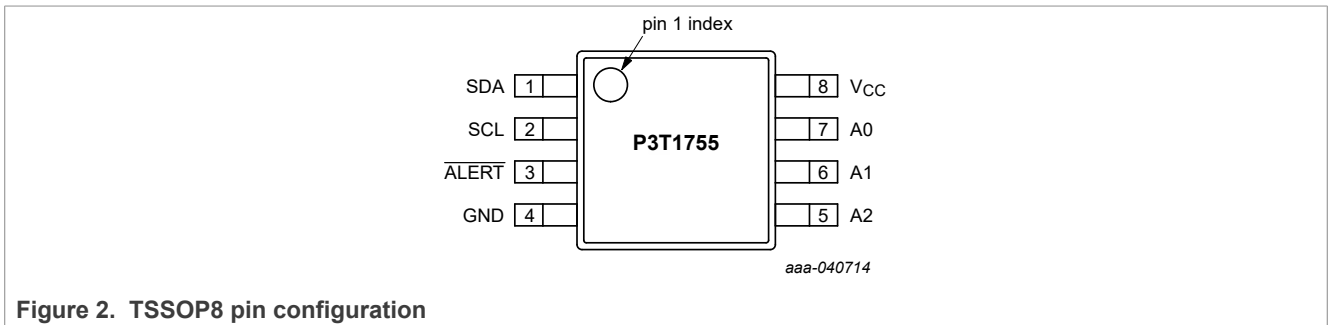 pin 1 index
SDA 1 8 VCC
SCL 2 P3T1755 7 A0
ALERT 3 6 A1
GND 4 5 A2
aaa-040714
Figure 2. TSSOP8 pin configuration